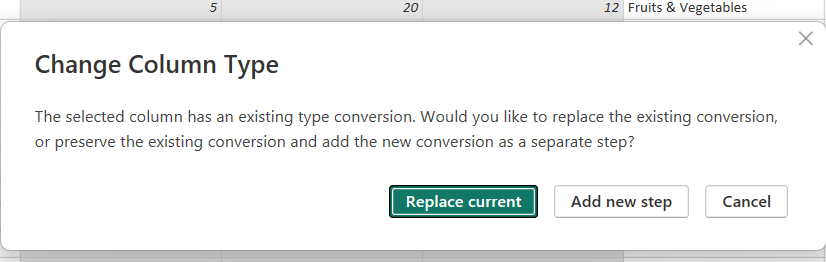 5 20 12 Fruits & Vegetables
Change Column Type
The selected column has an existing type conversion. Would you like to replace the existing conversion,
or preserve the existing conversion and add the new conversion as a separate step?
Replace current Add new step Cancel